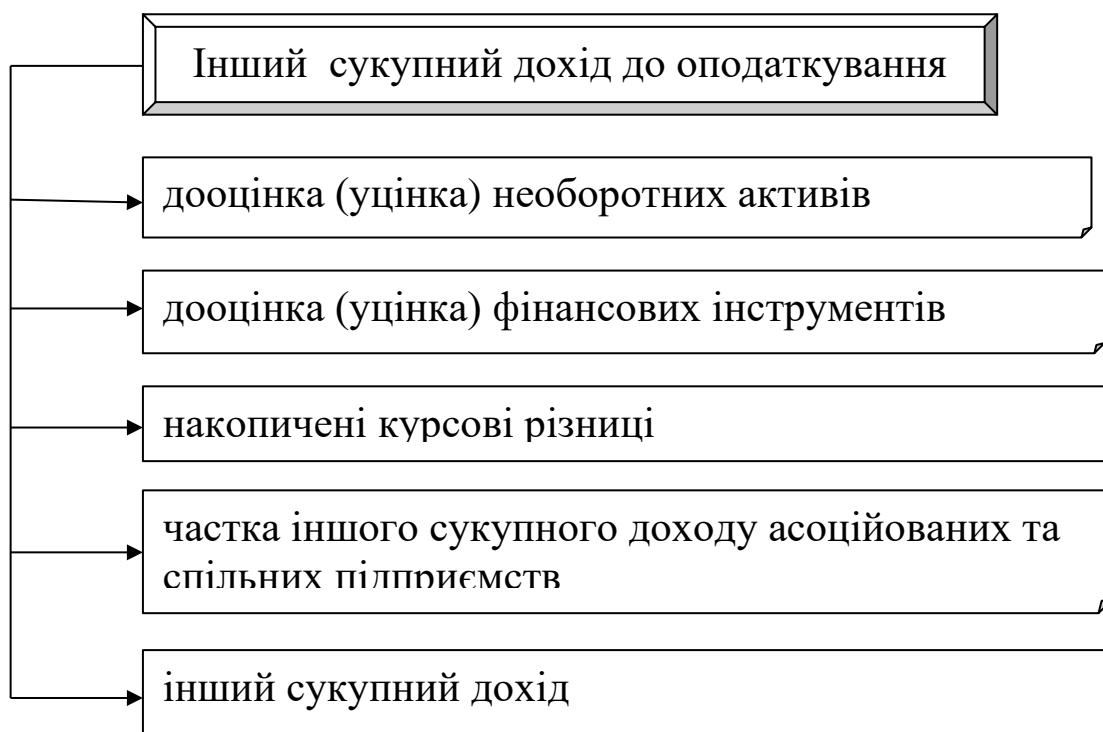 Інший сукупний дохід до оподаткування
дооцінка (уцінка) необоротних активів
дооцінка (уцінка) фінансових інструментів
накопичені курсові різниці
частка іншого сукупного доходу асоційованих та
спільних підприємств
інший сукупний дохід